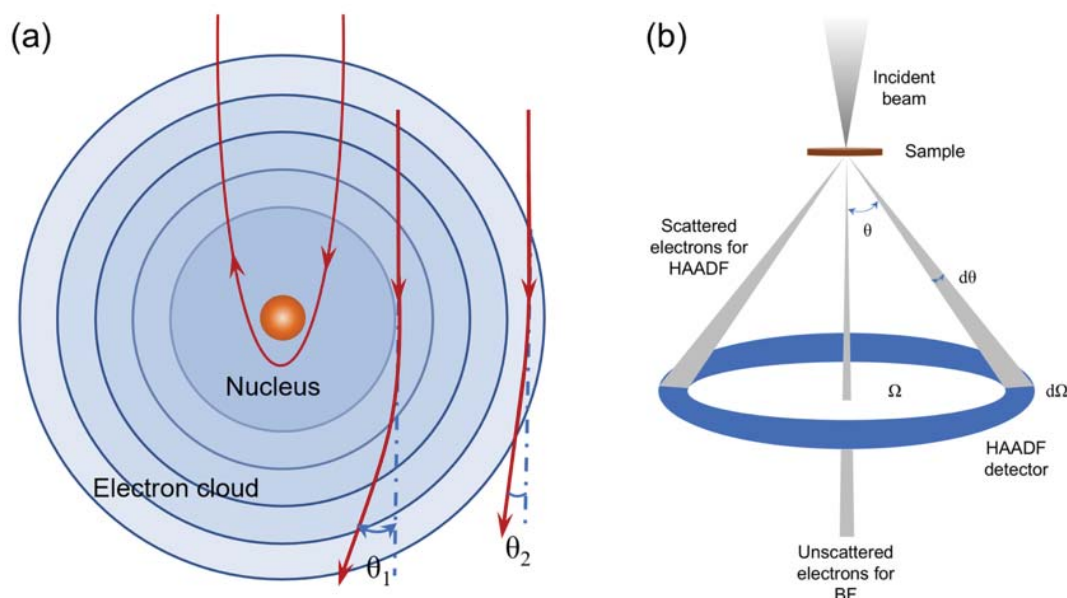 (a)
Nucleus
Electron cloud
θ1
θ2
(b)
Incident
beam
Sample
Scattered
electrons for
HAADF
θ
dθ
Ω
dΩ
HAADF
detector
Unscattered
electrons for
BF